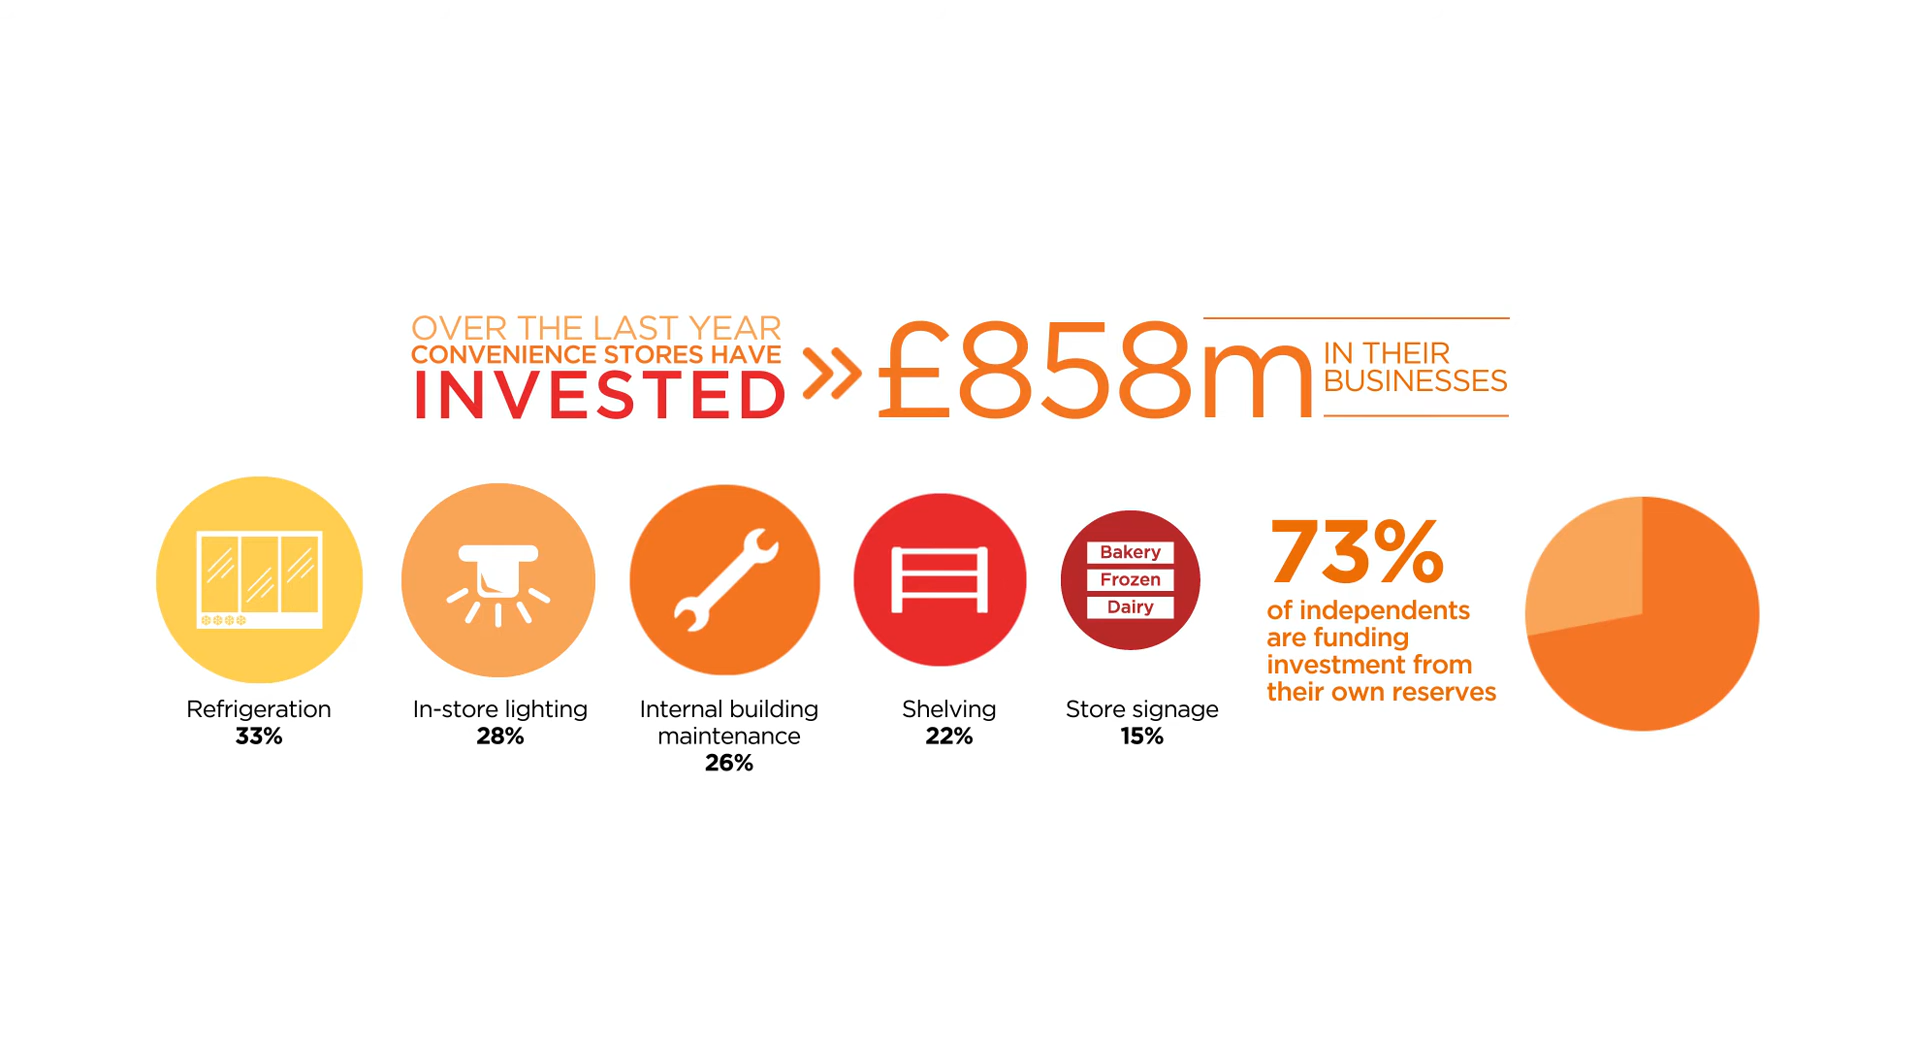 OVER THE LAST YEAR
CONVENIENCE STORES HAVE
INVESTED
£858m
IN THEIR
BUSINESSES
Bakery
Frozen
Dairy
Refrigeration
33%
In-store lighting
28%
Internal building
maintenance
26%
Shelving
22%
Store signage
15%
73%
of independents
are funding
investment from
their own reserves